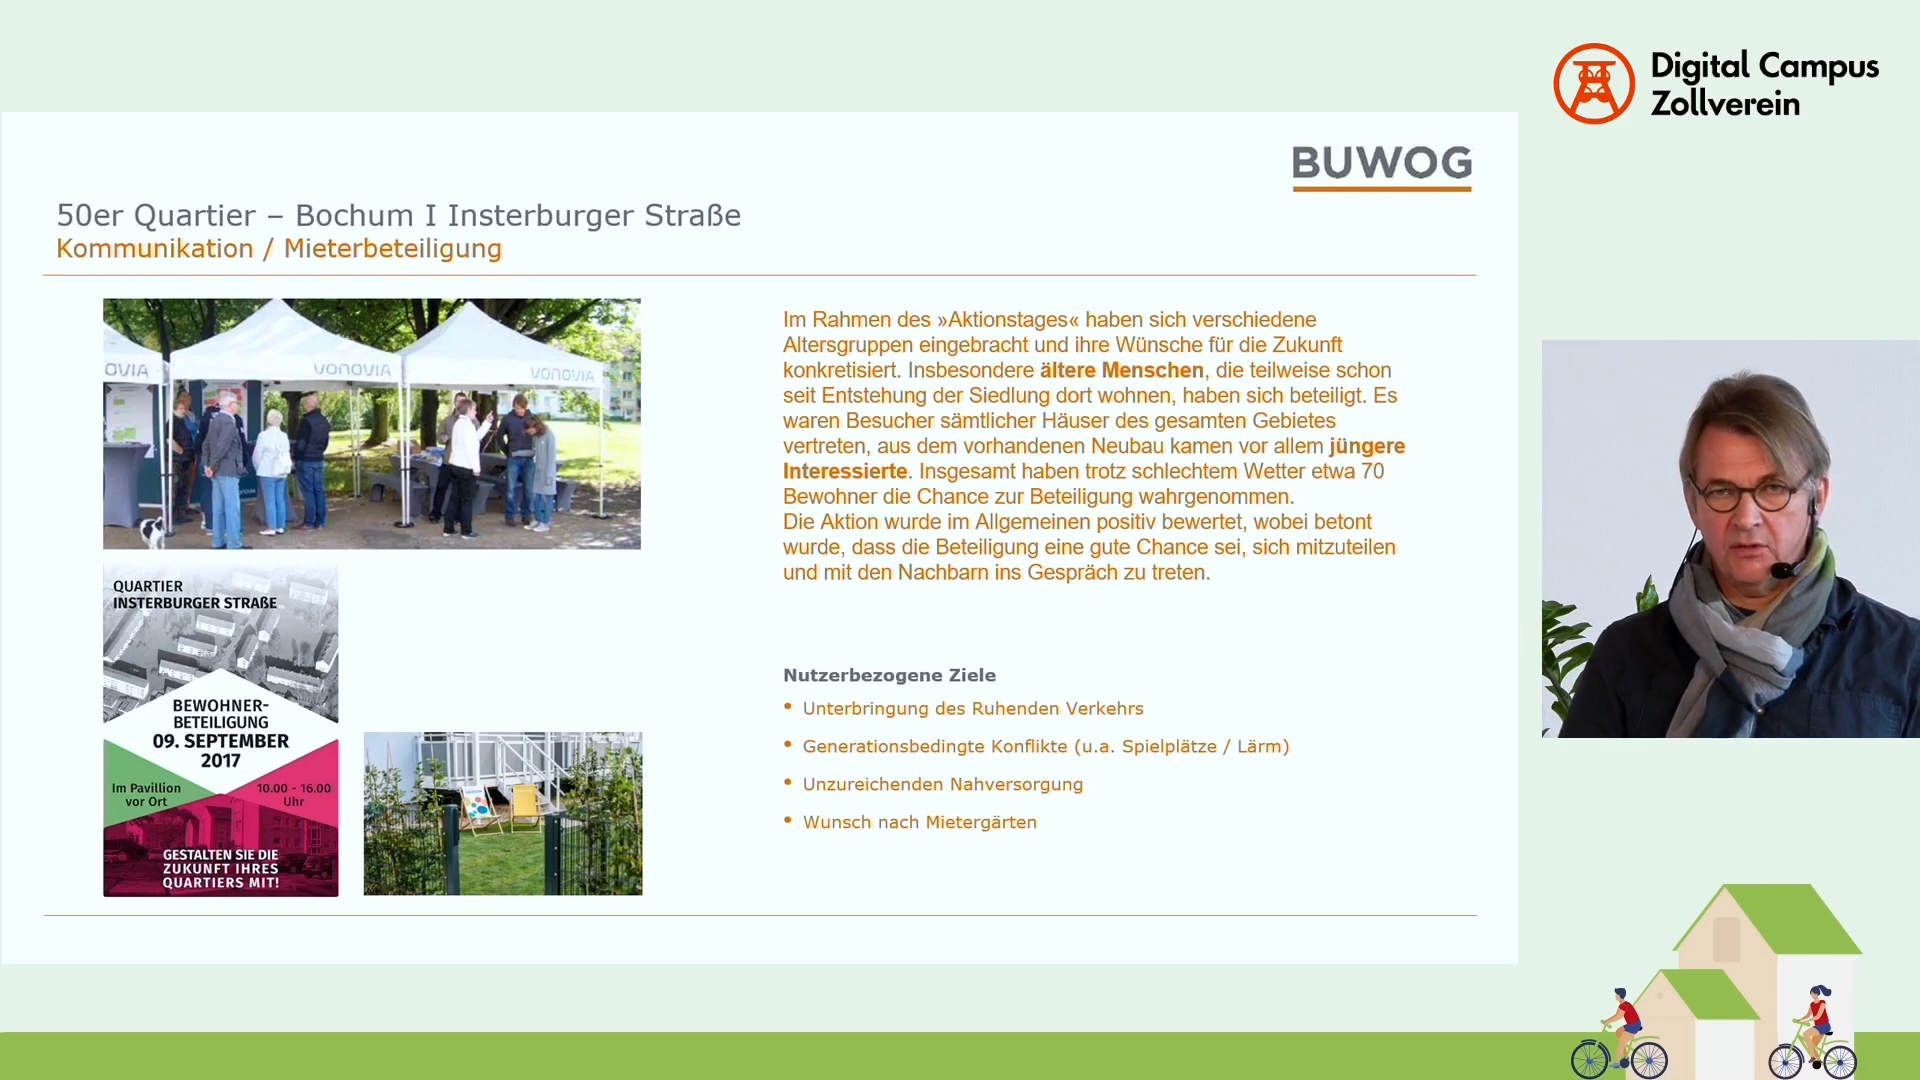 Digital Campus
Zollverein
BUWOG
50er Quartier – Bochum I Insterburger Straße
Kommunikation / Mieterbeteiligung
OVIA
VONOVIA
VONOVIA
Im Rahmen des »Aktionstages« haben sich verschiedene
Altersgruppen eingebracht und ihre Wünsche für die Zukunft
konkretisiert. Insbesondere ältere Menschen, die teilweise schon
seit Entstehung der Siedlung dort wohnen, haben sich beteiligt. Es
waren Besucher sämtlicher Häuser des gesamten Gebietes
vertreten, aus dem vorhandenen Neubau kamen vor allem jüngere
Interessierte. Insgesamt haben trotz schlechtem Wetter etwa 70
Bewohner die Chance zur Beteiligung wahrgenommen.
Die Aktion wurde im Allgemeinen positiv bewertet, wobei betont
wurde, dass die Beteiligung eine gute Chance sei, sich mitzuteilen
und mit den Nachbarn ins Gespräch zu treten.
QUARTIER
INSTERBURGER STRAßE
BEWOHNER-
BETEILIGUNG
09. SEPTEMBER
2017
Im Pavillion
vor Ort
10.00 - 16.00
Uhr
GESTALTEN SIE DIE
ZUKUNFT IHRES
QUARTIERS MIT!
Nutzerbezogene Ziele
• Unterbringung des Ruhenden Verkehrs
• Generationsbedingte Konflikte (u.a. Spielplätze / Lärm)
• Unzureichenden Nahversorgung
• Wunsch nach Mietergärten